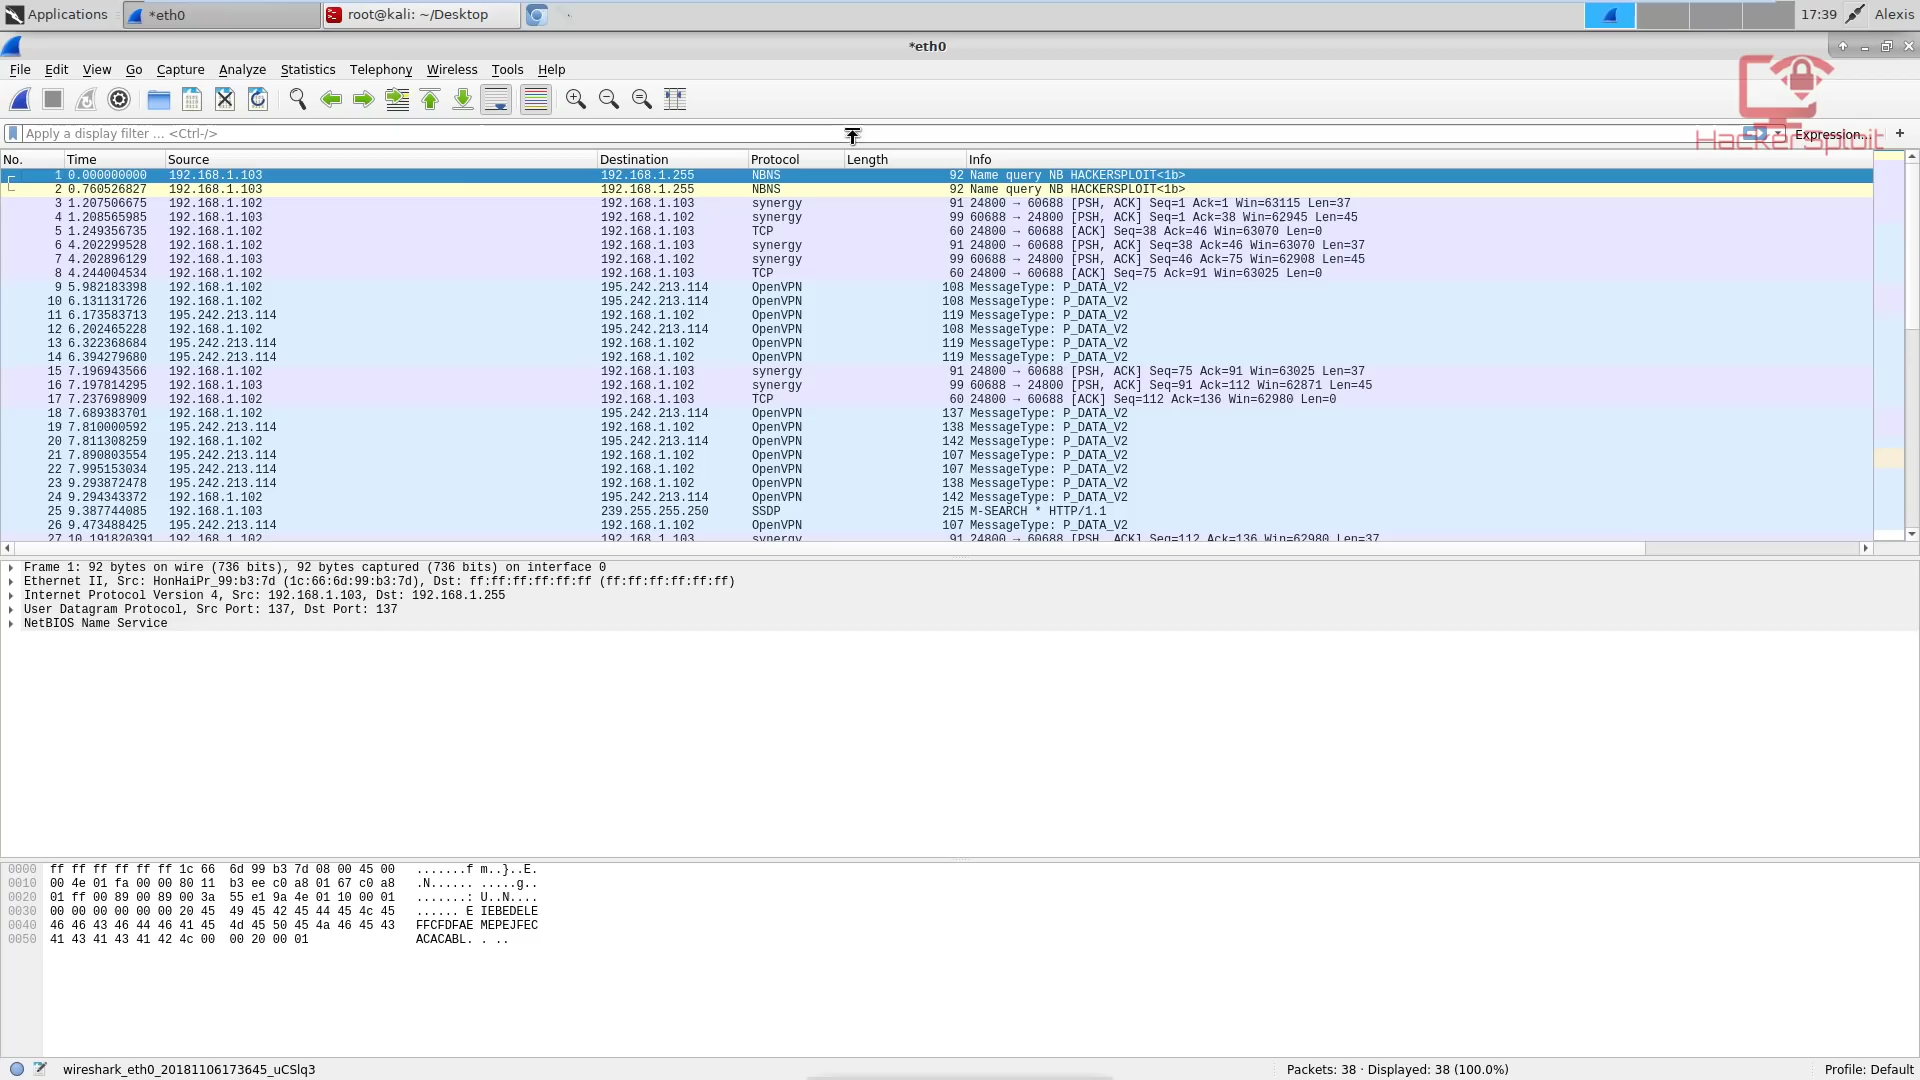 Applications *eth0 root@kali: ~/Desktop 17:39 Alexis
*eth0
File Edit View Go Capture Analyze Statistics Telephony Wireless Tools Help
Apply a display filter ... <Ctrl-/> Expression... +
HackerSploit
No. Time Source Destination Protocol Length Info
1 0.000000000 192.168.1.103 192.168.1.255 NBNS 92 Name query NB HACKERSPLOIT<1b>
2 0.760526827 192.168.1.103 192.168.1.255 NBNS 92 Name query NB HACKERSPLOIT<1b>
3 1.207506675 192.168.1.102 192.168.1.103 synergy 91 24800 → 60688 [PSH, ACK] Seq=1 Ack=1 Win=63115 Len=37
4 1.208565985 192.168.1.103 192.168.1.102 synergy 99 60688 → 24800 [PSH, ACK] Seq=1 Ack=38 Win=62945 Len=45
5 1.249356735 192.168.1.102 192.168.1.103 TCP 60 24800 → 60688 [ACK] Seq=38 Ack=46 Win=63070 Len=0
6 4.202299528 192.168.1.102 192.168.1.103 synergy 91 24800 → 60688 [PSH, ACK] Seq=38 Ack=46 Win=63070 Len=37
7 4.202896129 192.168.1.103 192.168.1.102 synergy 99 60688 → 24800 [PSH, ACK] Seq=46 Ack=75 Win=62908 Len=45
8 4.244004534 192.168.1.102 192.168.1.103 TCP 60 24800 → 60688 [ACK] Seq=75 Ack=91 Win=63025 Len=0
9 5.982183398 192.168.1.102 195.242.213.114 OpenVPN 108 MessageType: P_DATA_V2
10 6.131131726 192.168.1.102 195.242.213.114 OpenVPN 108 MessageType: P_DATA_V2
11 6.173583713 195.242.213.114 192.168.1.102 OpenVPN 119 MessageType: P_DATA_V2
12 6.202465228 192.168.1.102 195.242.213.114 OpenVPN 108 MessageType: P_DATA_V2
13 6.322368684 195.242.213.114 192.168.1.102 OpenVPN 119 MessageType: P_DATA_V2
14 6.394279680 195.242.213.114 192.168.1.102 OpenVPN 119 MessageType: P_DATA_V2
15 7.196943566 192.168.1.102 192.168.1.103 synergy 91 24800 → 60688 [PSH, ACK] Seq=75 Ack=91 Win=63025 Len=37
16 7.197814295 192.168.1.103 192.168.1.102 synergy 99 60688 → 24800 [PSH, ACK] Seq=91 Ack=112 Win=62871 Len=45
17 7.237698909 192.168.1.102 192.168.1.103 TCP 60 24800 → 60688 [ACK] Seq=112 Ack=136 Win=62980 Len=0
18 7.689383701 192.168.1.102 195.242.213.114 OpenVPN 137 MessageType: P_DATA_V2
19 7.810000592 195.242.213.114 192.168.1.102 OpenVPN 138 MessageType: P_DATA_V2
20 7.811308259 192.168.1.102 195.242.213.114 OpenVPN 142 MessageType: P_DATA_V2
21 7.890803554 195.242.213.114 192.168.1.102 OpenVPN 107 MessageType: P_DATA_V2
22 7.995153034 195.242.213.114 192.168.1.102 OpenVPN 107 MessageType: P_DATA_V2
23 9.293872478 195.242.213.114 192.168.1.102 OpenVPN 138 MessageType: P_DATA_V2
24 9.294343372 192.168.1.102 195.242.213.114 OpenVPN 142 MessageType: P_DATA_V2
25 9.387744085 192.168.1.103 239.255.255.250 SSDP 215 M-SEARCH * HTTP/1.1
26 9.473488425 195.242.213.114 192.168.1.102 OpenVPN 107 MessageType: P_DATA_V2
27 10.191820391 192.168.1.102 192.168.1.103 synergy 91 24800 → 60688 [PSH, ACK] Seq=112 Ack=136 Win=62980 Len=37
Frame 1: 92 bytes on wire (736 bits), 92 bytes captured (736 bits) on interface 0
Ethernet II, Src: HonHaiPr_99:b3:7d (1c:66:6d:99:b3:7d), Dst: ff:ff:ff:ff:ff:ff (ff:ff:ff:ff:ff:ff)
Internet Protocol Version 4, Src: 192.168.1.103, Dst: 192.168.1.255
User Datagram Protocol, Src Port: 137, Dst Port: 137
NetBIOS Name Service
0000 ff ff ff ff ff ff 1c 66 6d 99 b3 7d 08 00 45 00 .......f m..}..E.
0010 00 4e 01 fa 00 00 80 11 b3 ee c0 a8 01 67 c0 a8 .N...... .....g..
0020 01 ff 00 89 00 89 00 3a 55 e1 9a 4e 01 10 00 01 .......: U..N....
0030 00 00 00 00 00 00 20 45 49 45 42 45 44 45 4c 45 ...... E IEBEDELE
0040 46 46 43 46 44 46 41 45 4d 45 50 45 4a 46 45 43 FFCFDFAE MEPEJFEC
0050 41 43 41 43 41 42 4c 00 00 20 00 01 ACACABL. . ..
wireshark_eth0_20181106173645_uCSlq3 Packets: 38 · Displayed: 38 (100.0%) Profile: Default